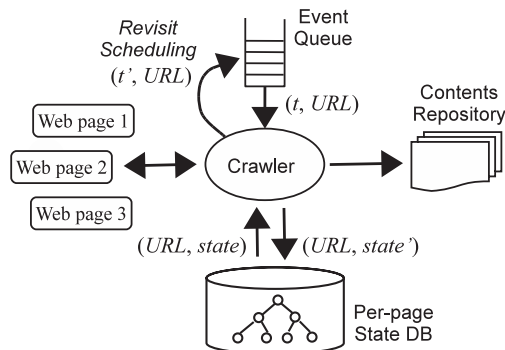 Revisit
Scheduling
(t’, URL)
Event
Queue
(t, URL)
Contents
Repository
Web page 1
Web page 2
Web page 3
Crawler
(URL, state)
(URL, state’)
Per-page
State DB